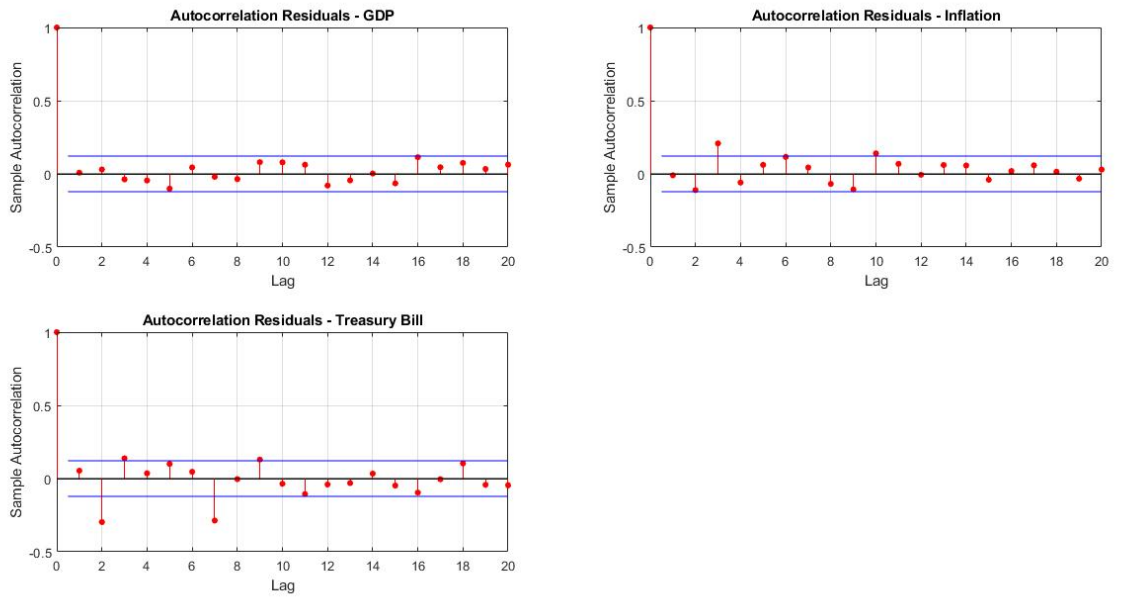 Autocorrelation Residuals - GDP
1
0.5
0
-0.5
Sample Autocorrelation
0 2 4 6 8 10 12 14 16 18 20
Lag
Autocorrelation Residuals - Inflation
1
0.5
0
-0.5
Sample Autocorrelation
0 2 4 6 8 10 12 14 16 18 20
Lag
Autocorrelation Residuals - Treasury Bill
1
0.5
0
-0.5
Sample Autocorrelation
0 2 4 6 8 10 12 14 16 18 20
Lag